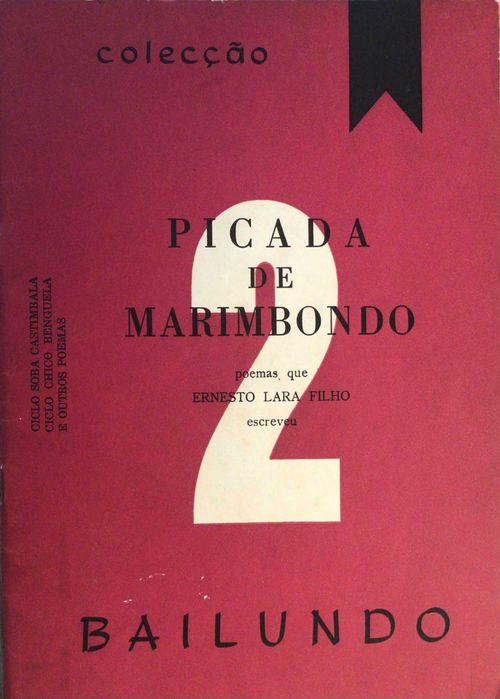 colecção
2
PICADA
DE
MARIMBONDO
poemas que
ERNESTO LARA FILHO
escreveu
CICLO SOBA CASTIMBALA
CICLO CHICO BENGUELA
E OUTROS POEMAS
BAILUNDO